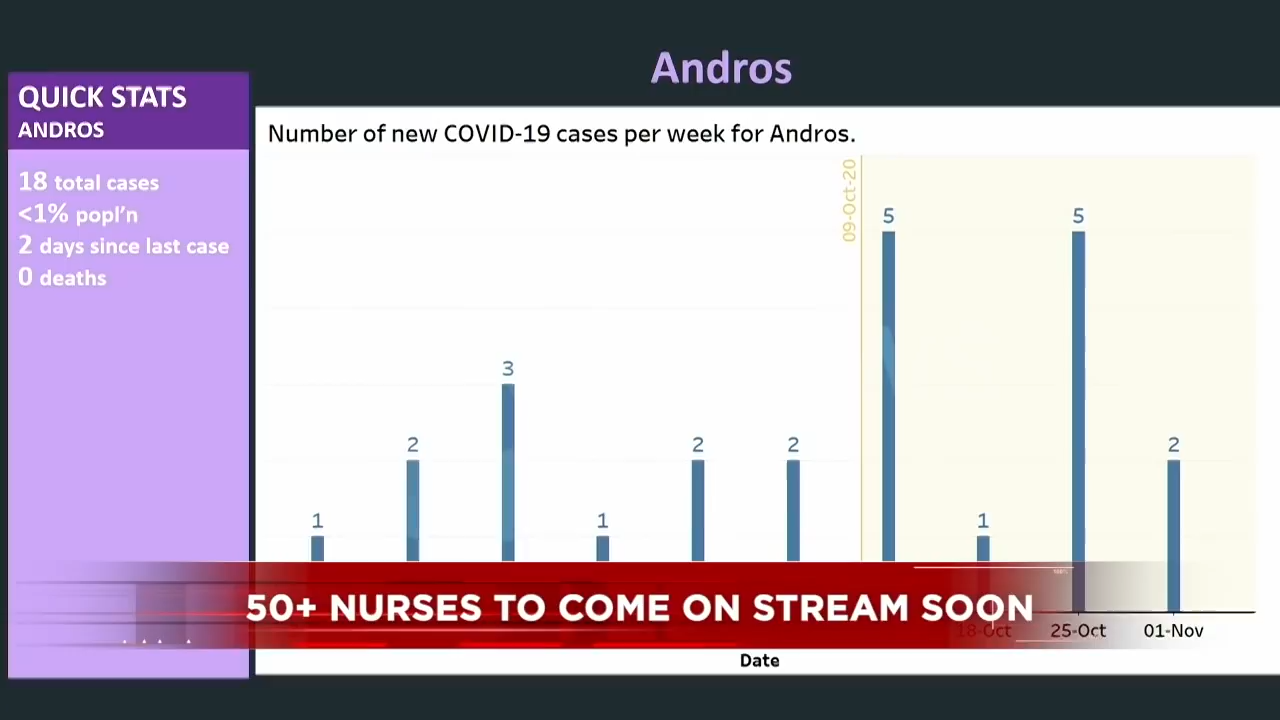 Andros
QUICK STATS
ANDROS
18 total cases
<1% popl’n
2 days since last case
0 deaths
Number of new COVID-19 cases per week for Andros.
09-Oct-20
1
2
3
1
2
2
5
1
5
2
50+ NURSES TO COME ON STREAM SOON
18-Oct
25-Oct
01-Nov
Date